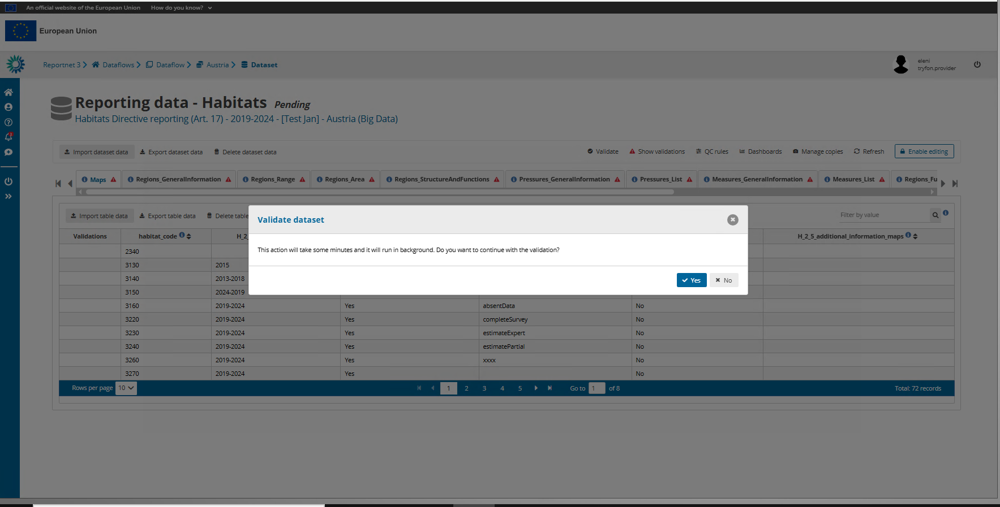 An official website of the European Union How do you know?
European Union
Reportnet 3 Dataflows Dataflow Austria Dataset
eleni
tryfon.provider
2
Reporting data - Habitats Pending
Habitats Directive reporting (Art. 17) - 2019-2024 - [Test Jan] - Austria (Big Data)
Import dataset data Export dataset data Delete dataset data Validate Show validations QC rules Dashboards Manage copies Refresh Enable editing
Maps Regions_GeneralInformation Regions_Range Regions_Area Regions_StructureAndFunctions Pressures_GeneralInformation Pressures_List Measures_GeneralInformation Measures_List Regions_Fu
Import table data Export table data Delete table Filter by value
Validate dataset
Validations habitat_code H_2_ H_2_5_additional_information_maps
This action will take some minutes and it will run in background. Do you want to continue with the validation?
Yes No
2340
3130 2015
3140 2013-2018
3150 2024-2019
3160 2019-2024 Yes absentData No
3220 2019-2024 Yes completeSurvey No
3230 2019-2024 Yes estimateExpert No
3240 2019-2024 Yes estimatePartial No
3260 2019-2024 Yes xxxx No
3270 2019-2024 Yes No
Rows per page 10 1 2 3 4 5 Go to 1 of 8 Total: 72 records